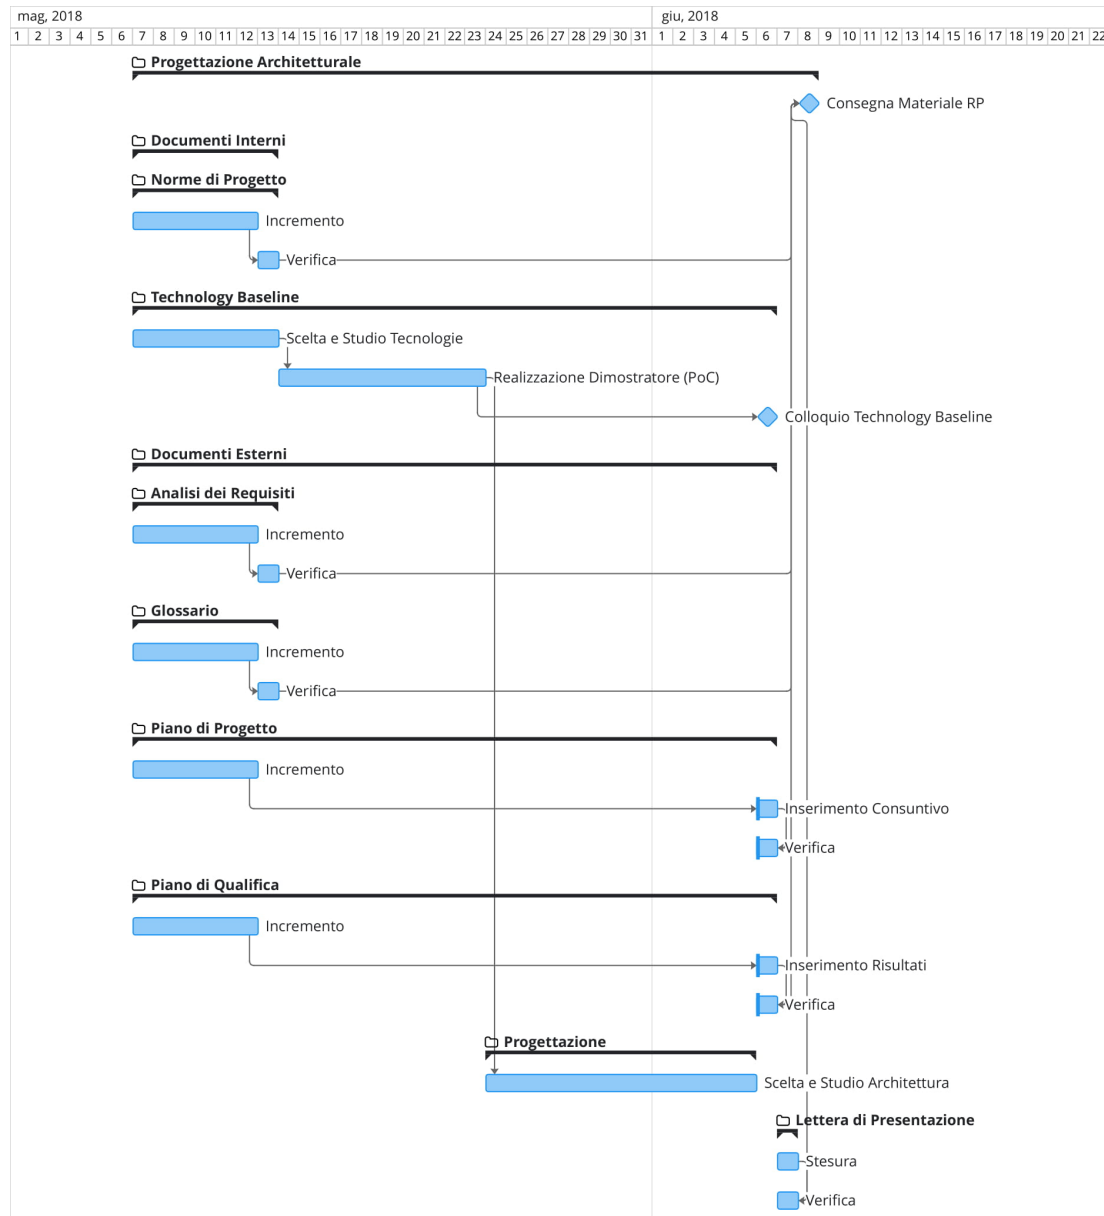 mag, 2018 giu, 2018
1 2 3 4 5 6 7 8 9 10 11 12 13 14 15 16 17 18 19 20 21 22 23 24 25 26 27 28 29 30 31 1 2 3 4 5 6 7 8 9 10 11 12 13 14 15 16 17 18 19 20 21 22
Progettazione Architetturale
Consegna Materiale RP
Documenti Interni
Norme di Progetto
Incremento
Verifica
Technology Baseline
Scelta e Studio Tecnologie
Realizzazione Dimostratore (PoC)
Colloquio Technology Baseline
Documenti Esterni
Analisi dei Requisiti
Incremento
Verifica
Glossario
Incremento
Verifica
Piano di Progetto
Incremento
Inserimento Consuntivo
Verifica
Piano di Qualifica
Incremento
Inserimento Risultati
Verifica
Progettazione
Scelta e Studio Architettura
Lettera di Presentazione
Stesura
Verifica